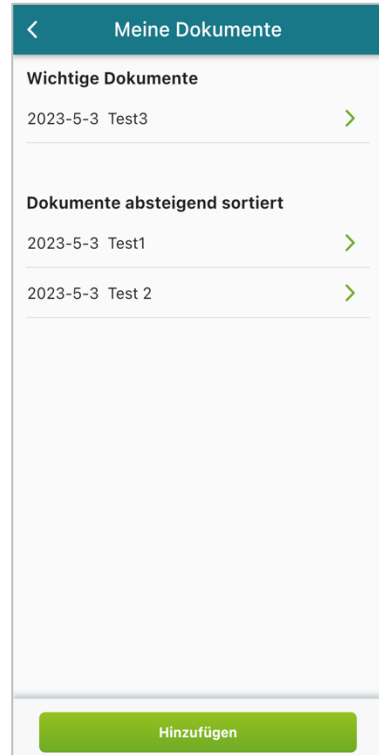 Meine Dokumente
Wichtige Dokumente
2023-5-3 Test3
Dokumente absteigend sortiert
2023-5-3 Test1
2023-5-3 Test 2
Hinzufügen